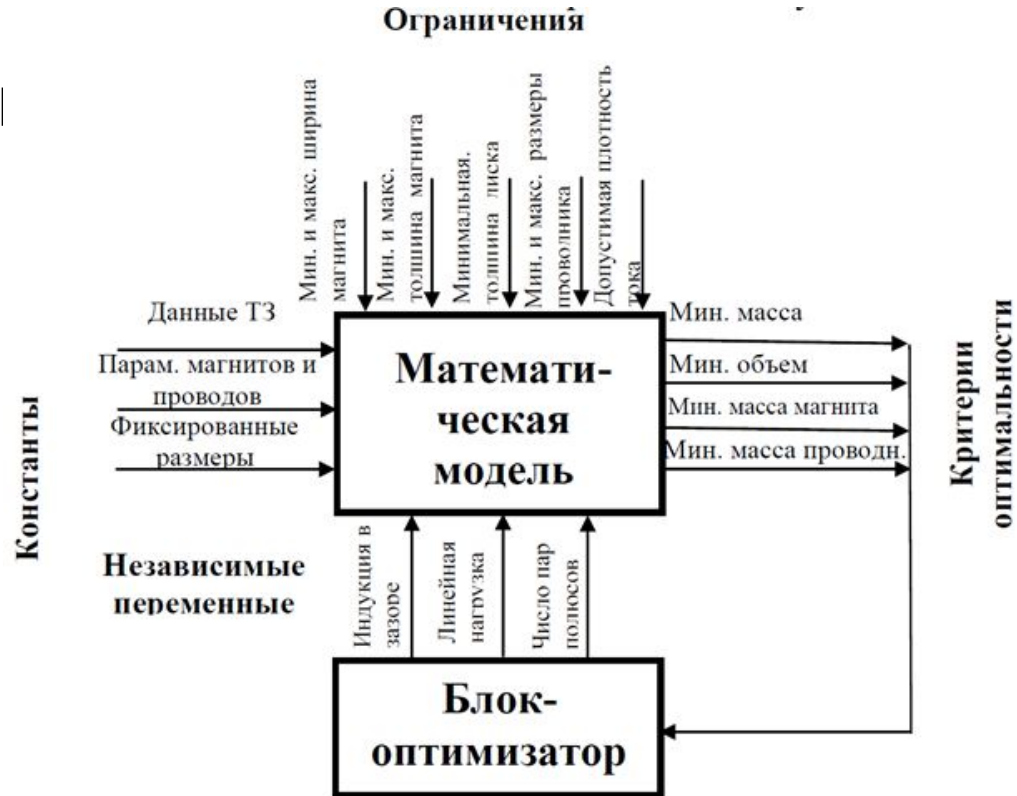 Ограничения
Мин. и макс. ширина
магнита
Мин. и макс.
толщина магнита
Минимальная.
толщина диска
Мин. и макс. размеры
проводника
Допустимая плотность
тока
Данные ТЗ
Парам. магнитов и
проводов
Фиксированные
размеры
Константы
Математи-
ческая
модель
Мин. масса
Мин. объем
Мин. масса магнита
Мин. масса проводн.
Критерии
оптимальности
Независимые
переменные
Индукция в
зазоре
Линейная
нагрузка
Число пар
полюсов
Блок-
оптимизатор